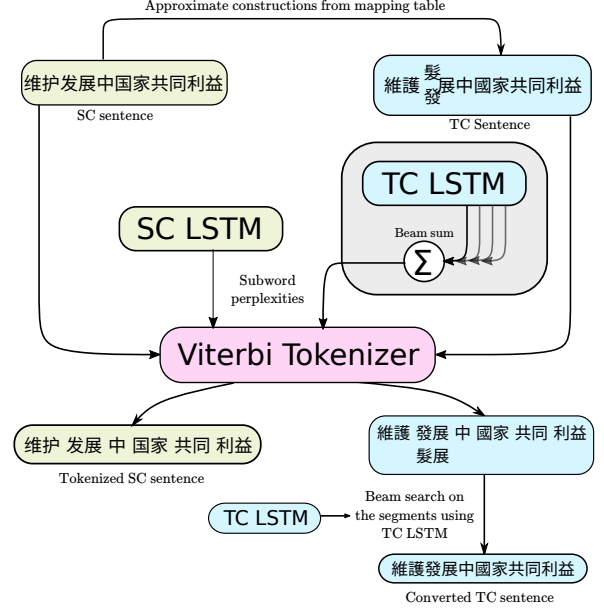 Approximate constructions from mapping table
维护发展中国家共同利益
SC sentence
髮
維護 展中國家共同利益
發
TC Sentence
TC LSTM
SC LSTM
Beam sum
Σ
Subword
perplexities
Viterbi Tokenizer
维护 发展 中 国家 共同 利益
Tokenized SC sentence
維護 發展 中 國家 共同 利益
髮展
TC LSTM
Beam search on
the segments using
TC LSTM
維護發展中國家共同利益
Converted TC sentence